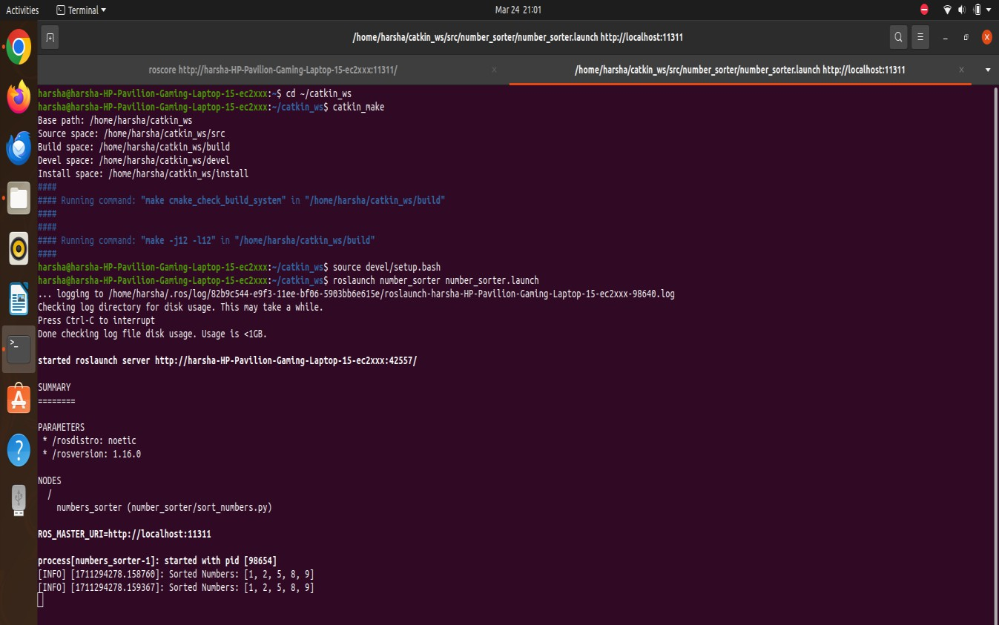 Activities
Terminal
Mar 24 21:01
/home/harsha/catkin_ws/src/number_sorter/number_sorter.launch http://localhost:11311
roscore http://harsha-HP-Pavilion-Gaming-Laptop-15-ec2xxx:11311/
/home/harsha/catkin_ws/src/number_sorter/number_sorter.launch http://localhost:11311
harsha@harsha-HP-Pavilion-Gaming-Laptop-15-ec2xxx:~$ cd ~/catkin_ws
harsha@harsha-HP-Pavilion-Gaming-Laptop-15-ec2xxx:~/catkin_ws$ catkin_make
Base path: /home/harsha/catkin_ws
Source space: /home/harsha/catkin_ws/src
Build space: /home/harsha/catkin_ws/build
Devel space: /home/harsha/catkin_ws/devel
Install space: /home/harsha/catkin_ws/install
####
#### Running command: "make cmake_check_build_system" in "/home/harsha/catkin_ws/build"
####
####
#### Running command: "make -j12 -l12" in "/home/harsha/catkin_ws/build"
####
harsha@harsha-HP-Pavilion-Gaming-Laptop-15-ec2xxx:~/catkin_ws$ source devel/setup.bash
harsha@harsha-HP-Pavilion-Gaming-Laptop-15-ec2xxx:~/catkin_ws$ roslaunch number_sorter number_sorter.launch
... logging to /home/harsha/.ros/log/82b9c544-e9f3-11ee-bf06-5903bb6e615e/roslaunch-harsha-HP-Pavilion-Gaming-Laptop-15-ec2xxx-98640.log
Checking log directory for disk usage. This may take a while.
Press Ctrl-C to interrupt
Done checking log file disk usage. Usage is <1GB.
started roslaunch server http://harsha-HP-Pavilion-Gaming-Laptop-15-ec2xxx:42557/
SUMMARY
========
PARAMETERS
* /rosdistro: noetic
* /rosversion: 1.16.0
NODES
/
numbers_sorter (number_sorter/sort_numbers.py)
ROS_MASTER_URI=http://localhost:11311
process[numbers_sorter-1]: started with pid [98654]
[INFO] [1711294278.158760]: Sorted Numbers: [1, 2, 5, 8, 9]
[INFO] [1711294278.159367]: Sorted Numbers: [1, 2, 5, 8, 9]